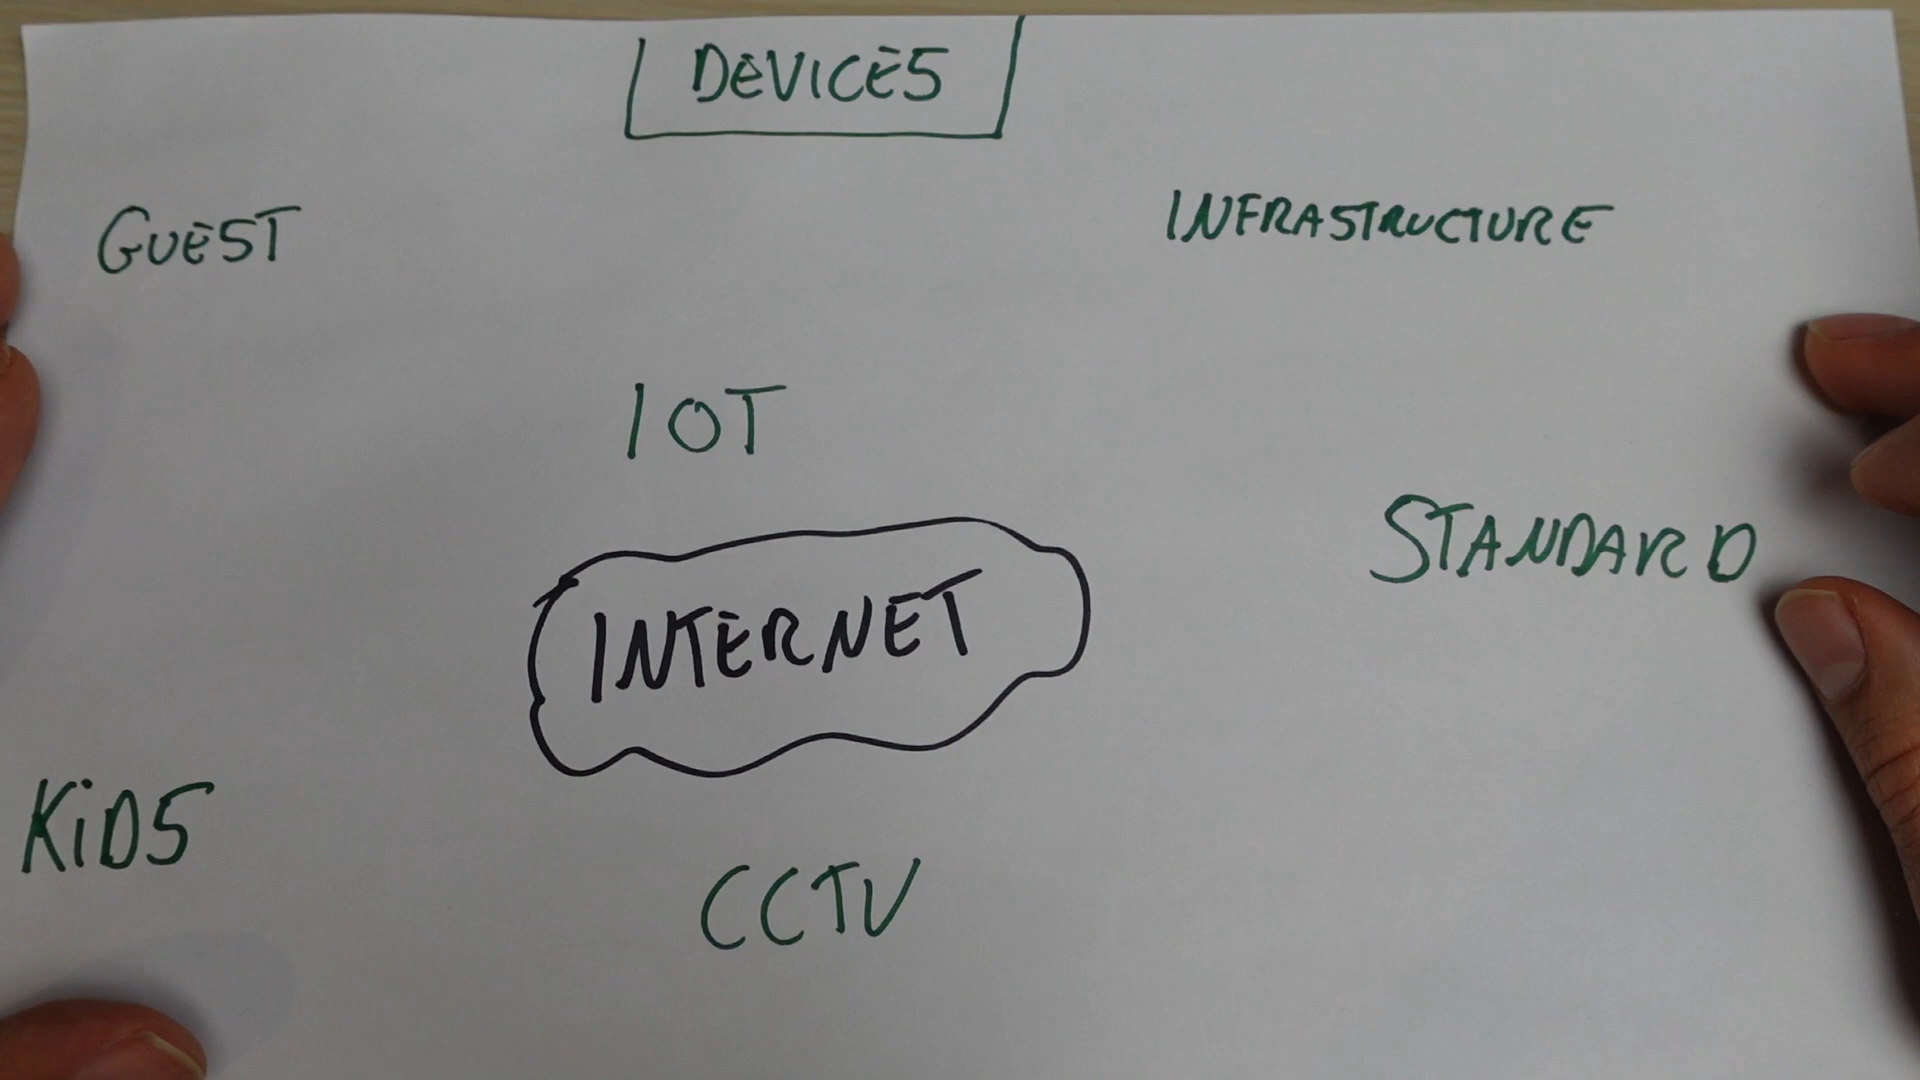 DEVICES
GUEST
INFRASTRUCTURE
IOT
STANDARD
INTERNET
KiDS
CCTV